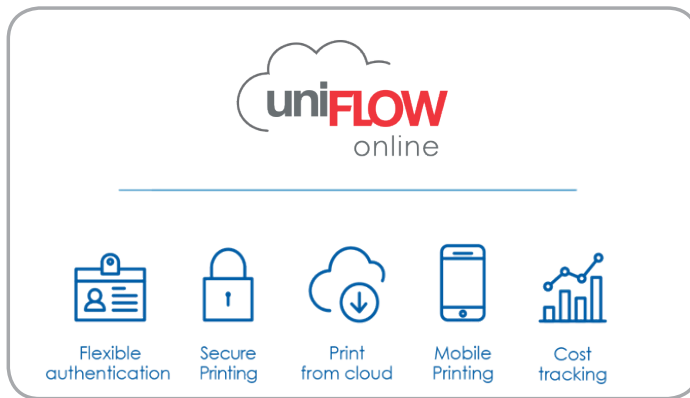 uniFLOW
online
Flexible
authentication
Secure
Printing
Print
from cloud
Mobile
Printing
Cost
tracking